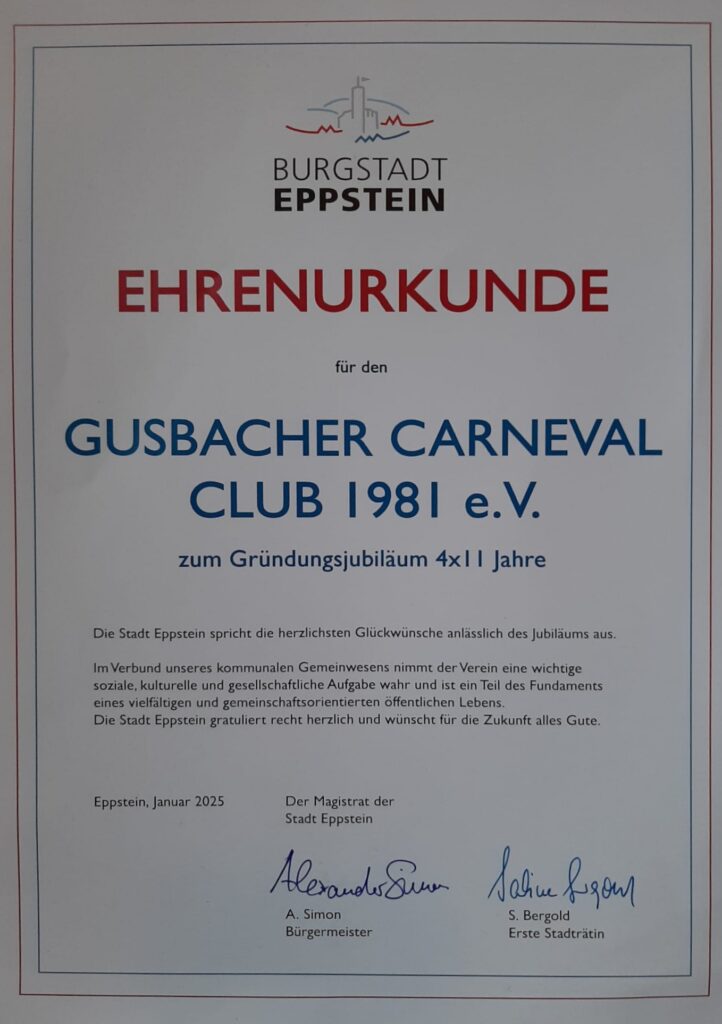 BURGSTADT
EPPSTEIN
EHRENURKUNDE
für den
GUSBACHER CARNEVAL
CLUB 1981 e.V.
zum Gründungsjubiläum 4x11 Jahre
Die Stadt Eppstein spricht die herzlichsten Glückwünsche anlässlich des Jubiläums aus.
Im Verbund unseres kommunalen Gemeinwesens nimmt der Verein eine wichtige
soziale, kulturelle und gesellschaftliche Aufgabe wahr und ist ein Teil des Fundaments
eines vielfältigen und gemeinschaftsorientierten öffentlichen Lebens.
Die Stadt Eppstein gratuliert recht herzlich und wünscht für die Zukunft alles Gute.
Eppstein, Januar 2025
Der Magistrat der
Stadt Eppstein
Alexander Simon
A. Simon
Bürgermeister
Sabine Bergold
S. Bergold
Erste Stadträtin